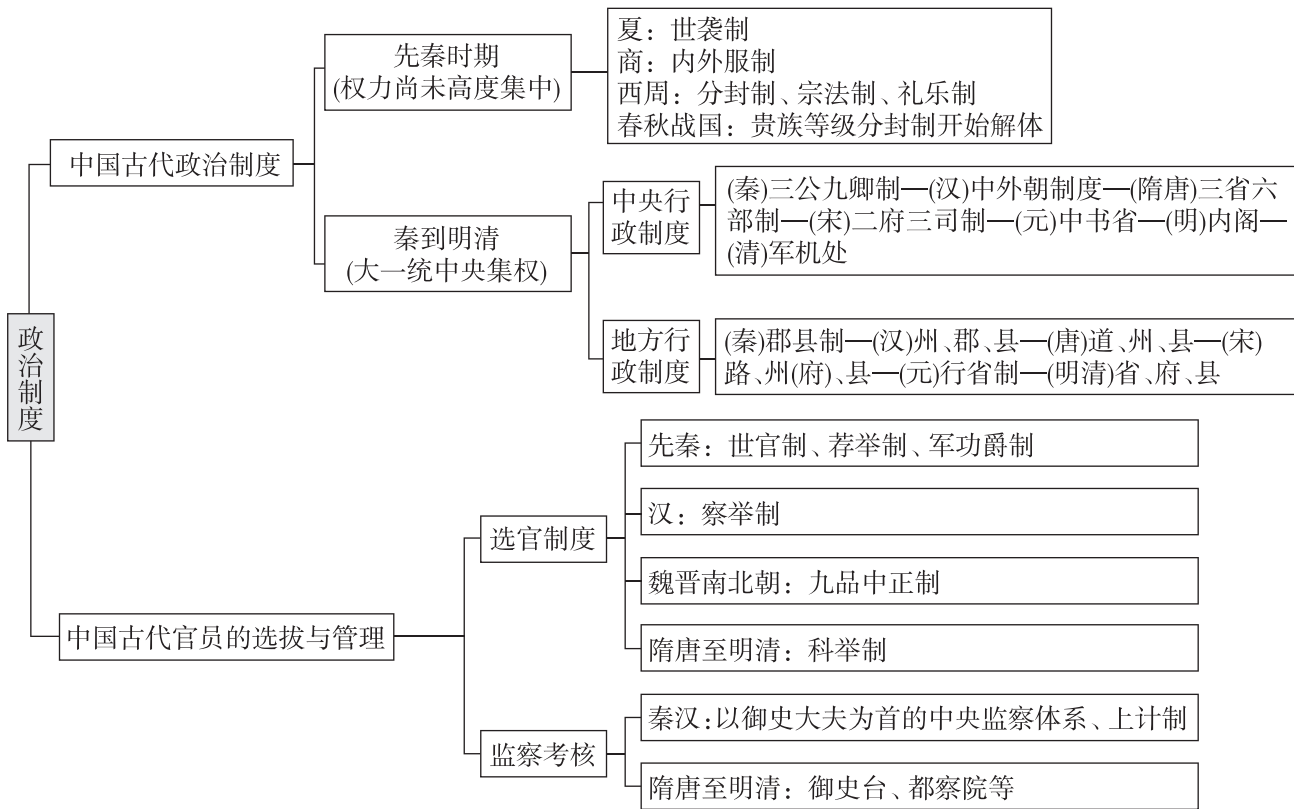 政治制度
中国古代政治制度
先秦时期
(权力尚未高度集中)
夏：世袭制
商：内外服制
西周：分封制、宗法制、礼乐制
春秋战国：贵族等级分封制开始解体
秦到明清
(大一统中央集权)
中央行
政制度
(秦)三公九卿制—(汉)中外朝制度—(隋唐)三省六
部制—(宋)二府三司制—(元)中书省—(明)内阁—
(清)军机处
地方行
政制度
(秦)郡县制—(汉)州、郡、县—(唐)道、州、县—(宋)
路、州(府)、县—(元)行省制—(明清)省、府、县
中国古代官员的选拔与管理
选官制度
先秦：世官制、荐举制、军功爵制
汉：察举制
魏晋南北朝：九品中正制
隋唐至明清：科举制
监察考核
秦汉：以御史大夫为首的中央监察体系、上计制
隋唐至明清：御史台、都察院等